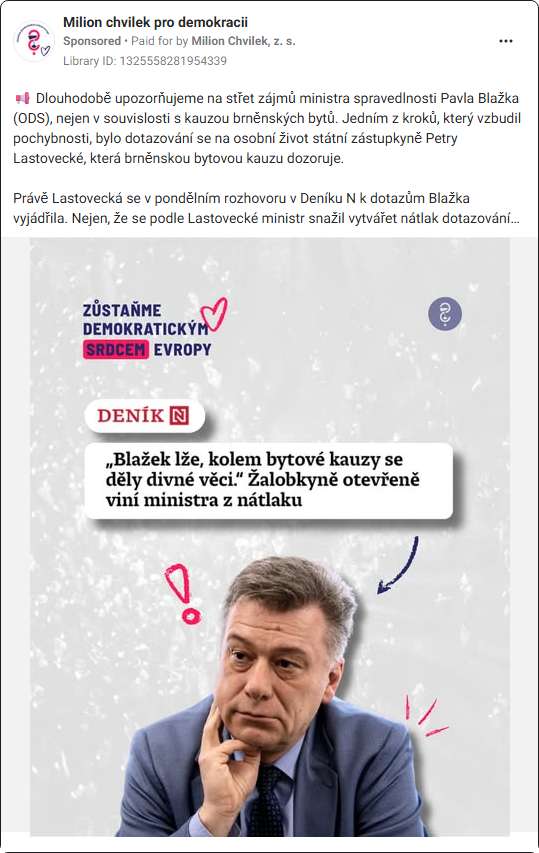 Milion chvilek pro demokracii
Sponsored • Paid for by Milion Chvilek, z. s.
Library ID: 1325558281954339
📢 Dlouhodobě upozorňujeme na střet zájmů ministra spravedlnosti Pavla Blažka
(ODS), nejen v souvislosti s kauzou brněnských bytů. Jedním z kroků, který vzbudil
pochybnosti, bylo dotazování se na osobní život státní zástupkyně Petry
Lastovecké, která brněnskou bytovou kauzu dozoruje.
Právě Lastovecká se v pondělním rozhovoru v Deníku N k dotazům Blažka
vyjádřila. Nejen, že se podle Lastovecké ministr snažil vytvářet nátlak dotazování...
ZŮSTAŇME
DEMOKRATICKÝM
SRDCEM EVROPY
DENÍK N
„Blažek lže, kolem bytové kauzy se
děly divné věci.“ Žalobkyně otevřeně
viní ministra z nátlaku